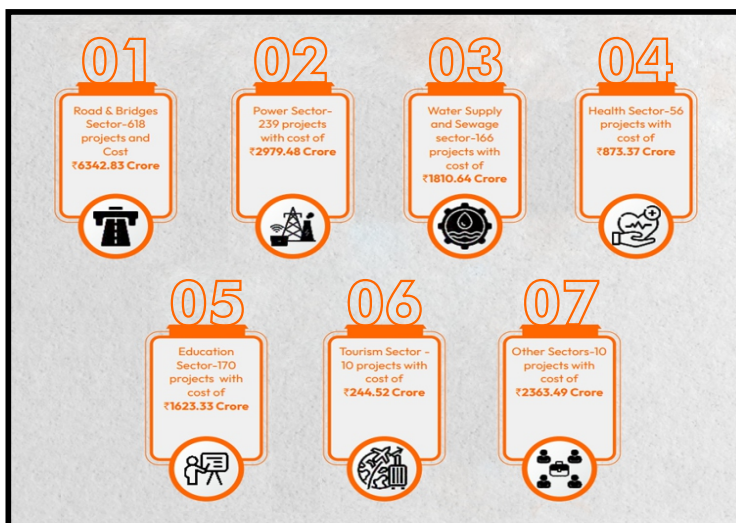 01
Road & Bridges
Sector-618
projects and
Cost
₹6342.83 Crore
02
Power Sector-
239 projects
with cost of
₹2979.48 Crore
03
Water Supply
and Sewage
sector-166
projects with
cost of
₹1810.64 Crore
04
Health Sector-56
projects with
cost of
₹873.37 Crore
05
Education
Sector-170
projects with
cost of
₹1623.33 Crore
06
Tourism Sector -
10 projects with
cost of
₹244.52 Crore
07
Other Sectors-10
projects with
cost of
₹2363.49 Crore